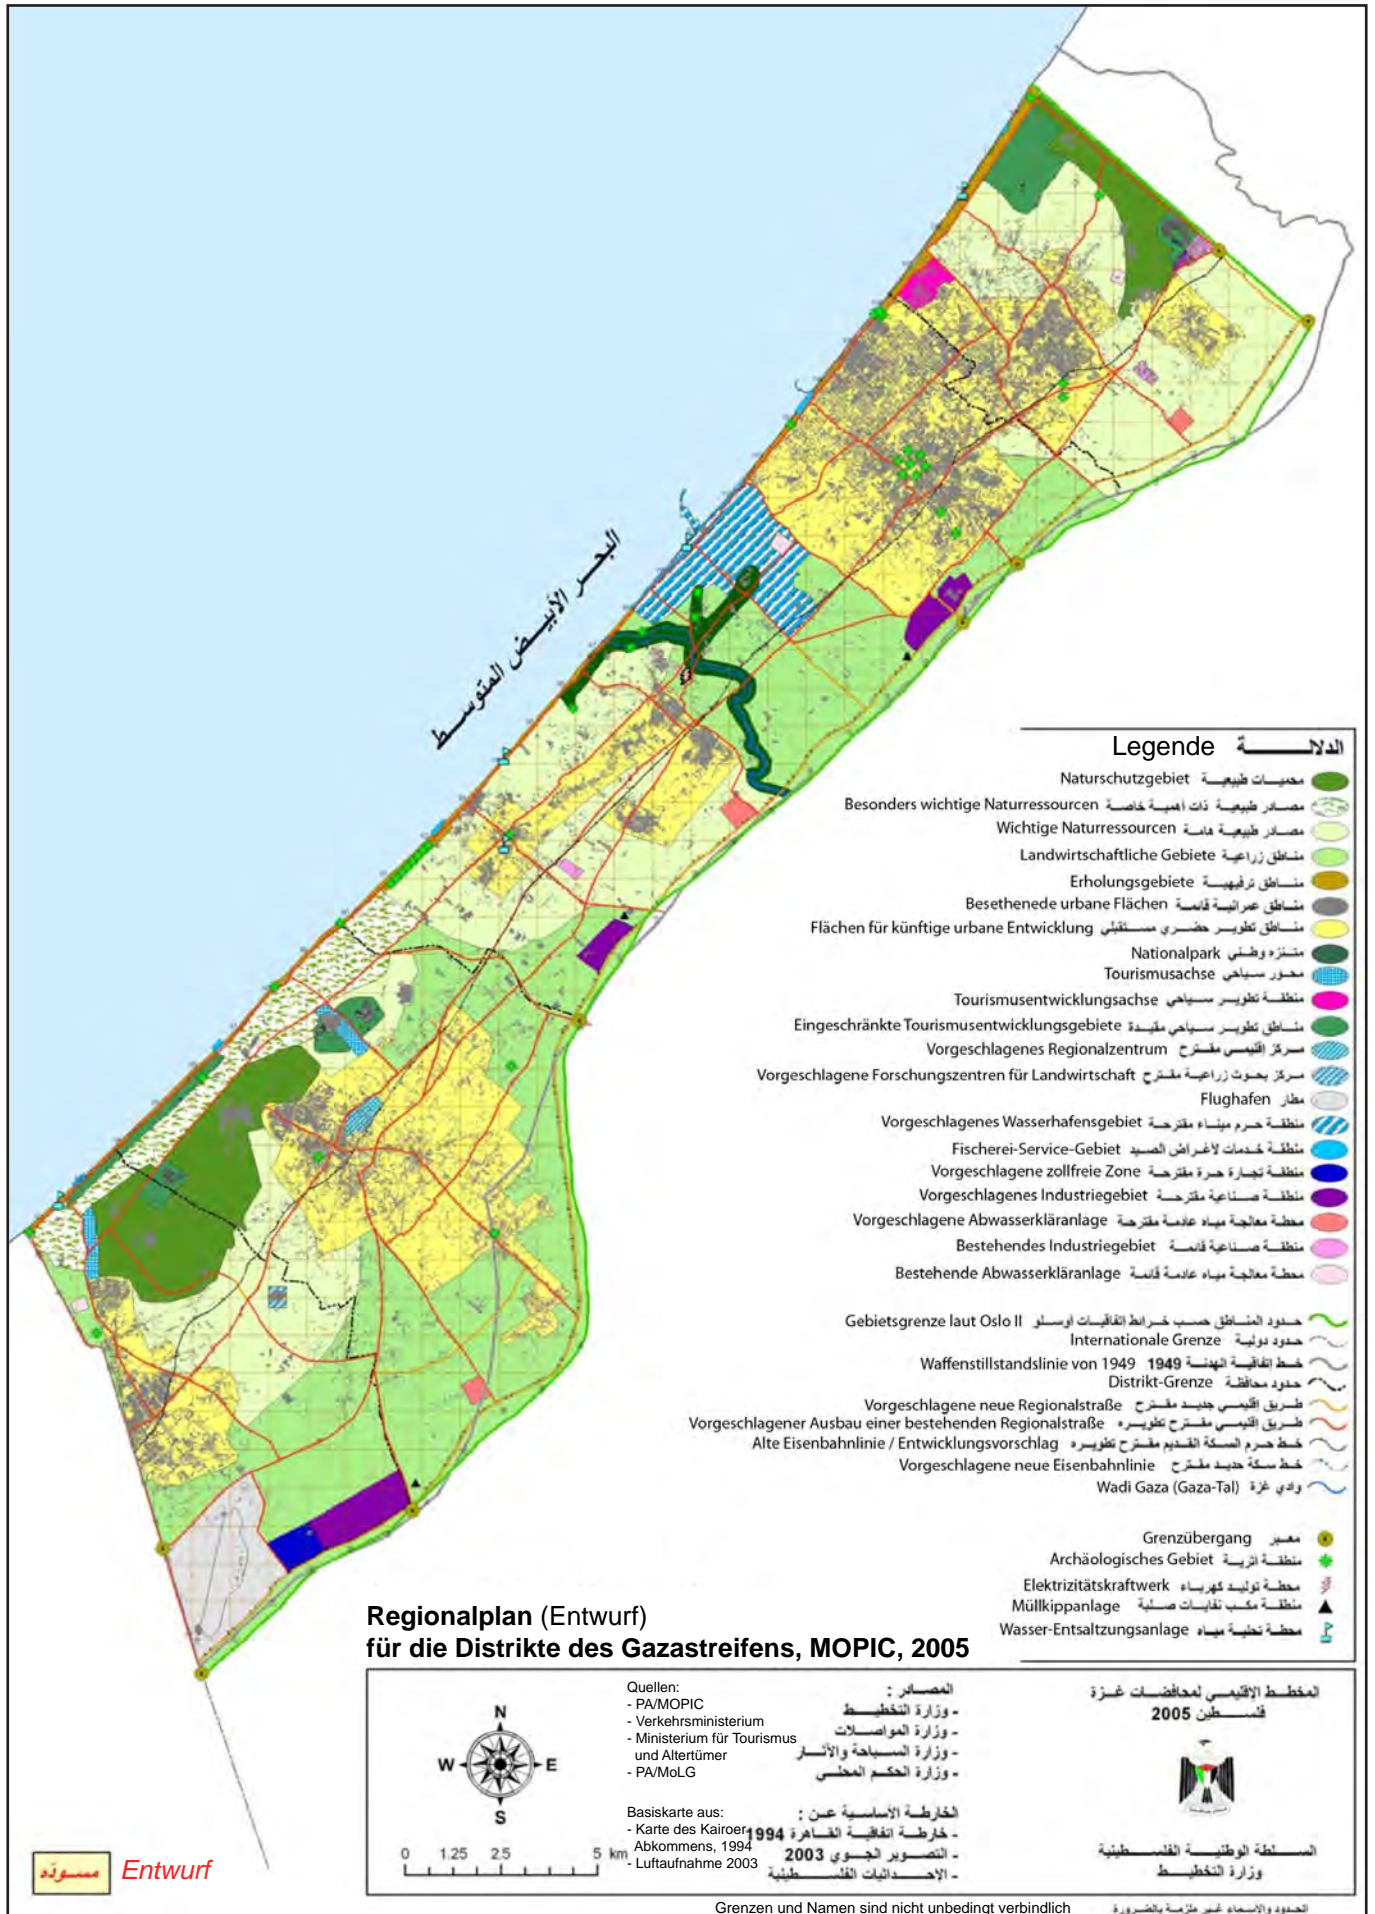 البحر الأبيض المتوسط
Legende الدلالة
Naturschutzgebiet محميات طبيعية
Besonders wichtige Naturressourcen مصادر طبيعية ذات اهمية خاصة
Wichtige Naturressourcen مصادر طبيعية هامة
Landwirtschaftliche Gebiete مناطق زراعية
Erholungsgebiete مناطق ترفيهية
Besethenede urbane Flächen مناطق عمرانية قائمة
Flächen für künftige urbane Entwicklung مناطق تطوير حضري مستقبلي
Nationalpark متنزه وطني
Tourismusachse محور سياحي
Tourismusentwicklungsachse منطقة تطوير سياحي
Eingeschränkte Tourismusentwicklungsgebiete مناطق تطوير سياحي مقيدة
Vorgeschlagenes Regionalzentrum مركز إقليمي مقترح
Vorgeschlagene Forschungszentren für Landwirtschaft مركز بحوث زراعية مقترح
Flughafen مطار
Vorgeschlagenes Wasserhafensgebiet منطقة حرم ميناء مقترحة
Fischerei-Service-Gebiet منطقة خدمات لأغراض الصيد
Vorgeschlagene zollfreie Zone منطقة تجارة حرة مقترحة
Vorgeschlagenes Industriegebiet منطقة صناعية مقترحة
Vorgeschlagene Abwasserkläranlage محطة معالجة مياه عادمة مقترحة
Bestehendes Industriegebiet منطقة صناعية قائمة
Bestehende Abwasserkläranlage محطة معالجة مياه عادمة قائمة
Gebietsgrenze laut Oslo II حدود المناطق حسب خرائط إتفاقيات أوسلو
Internationale Grenze حدود دولية
Waffenstillstandslinie von 1949 خط إتفاقية الهدنة 1949
Distrikt-Grenze حدود محافظة
Vorgeschlagene neue Regionalstraße طريق إقليمي جديد مقترح
Vorgeschlagener Ausbau einer bestehenden Regionalstraße طريق إقليمي مقترح تطويره
Alte Eisenbahnlinie / Entwicklungsvorschlag خط حرم السكة القديم مقترح تطويره
Vorgeschlagene neue Eisenbahnlinie خط سكة حديد مقترح
Wadi Gaza (Gaza-Tal) وادي غزة
Grenzübergang معبر
Archäologisches Gebiet منطقة اثرية
Elektrizitätskraftwerk محطة توليد كهرباء
Müllkippanlage منطقة مكب نفايات صلبة
Wasser-Entsaltzungsanlage محطة تحلية مياه
Regionalplan (Entwurf)
für die Distrikte des Gazastreifens, MOPIC, 2005
N
W E
S
0 1.25 2.5 5 km
Quellen:
- PA/MOPIC
- Verkehrsministerium
- Ministerium für Tourismus
und Altertümer
- PA/MoLG
Basiskarte aus:
- Karte des Kairoer
Abkommens, 1994
- Luftaufnahme 2003
المصادر :
- وزارة التخطيط
- وزارة المواصلات
- وزارة السياحة والآثار
- وزارة الحكم المحلي
الخارطة الأساسية عن :
- خارطة اتفاقية القاهرة 1994
- التصوير الجوي 2003
- الإحداثيات الفلسطينية
المخطط الإقليمي لمحافضات غزة
فلسطين 2005
السلطة الوطنية الفلسطينية
وزارة التخطيط
مسودّه Entwurf
Grenzen und Namen sind nicht unbedingt verbindlich الحدود والاسماء غير ملزمة بالضرورة